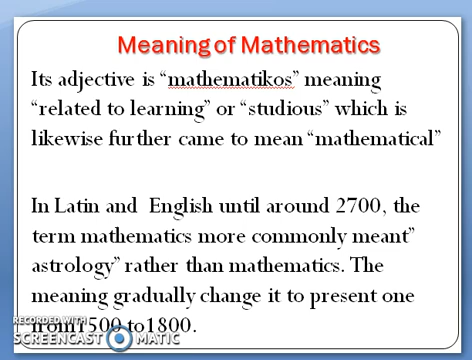 Meaning of Mathematics
Its adjective is “mathematikos” meaning
“related to learning” or “studious” which is
likewise further came to mean “mathematical”
In Latin and English until around 2700, the
term mathematics more commonly meant”
astrology” rather than mathematics. The
meaning gradually change it to present one
from1500 to1800.
RECORDED WITH
SCREENCAST MATIC